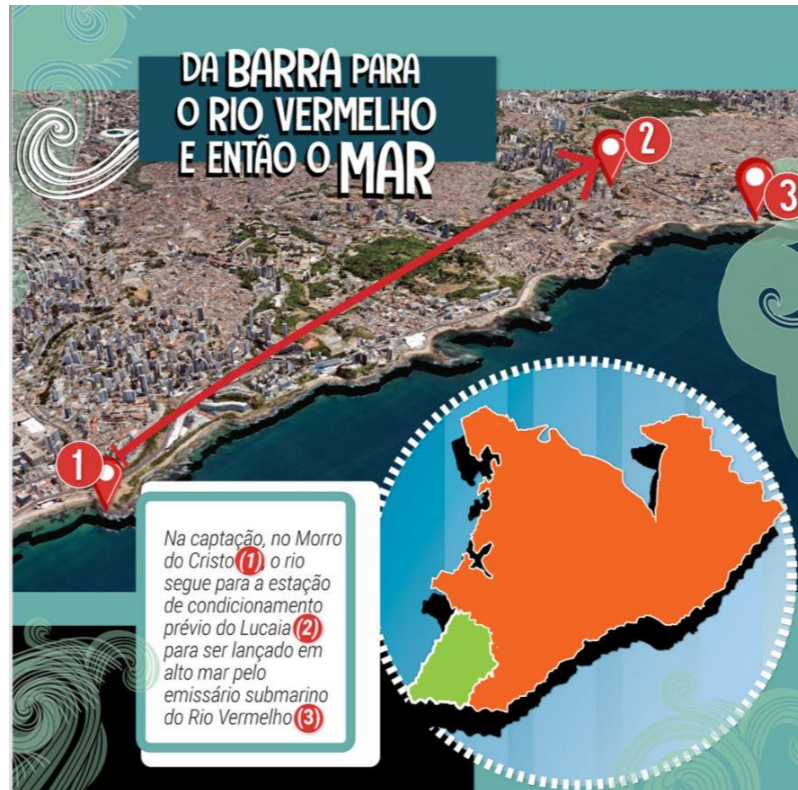 DA BARRA PARA
O RIO VERMELHO
E ENTÃO O MAR
2
3
1
Na captação, no Morro
do Cristo (1), o rio
segue para a estação
de condicionamento
prévio do Lucaia (2)
para ser lançado em
alto mar pelo
emissário submarino
do Rio Vermelho (3)